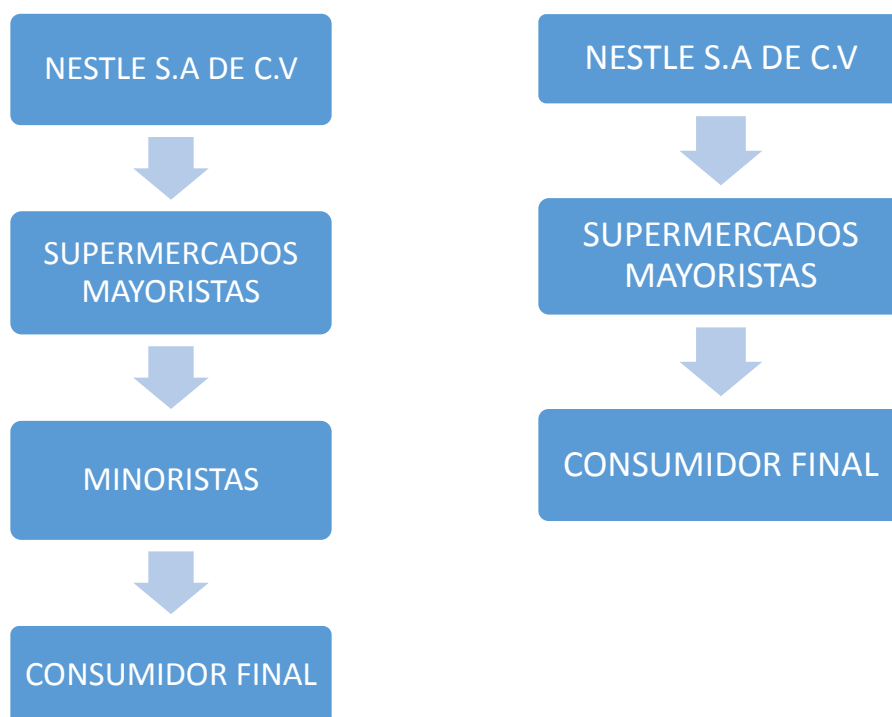 NESTLE S.A DE C.V
SUPERMERCADOS
MAYORISTAS
MINORISTAS
CONSUMIDOR FINAL
NESTLE S.A DE C.V
SUPERMERCADOS
MAYORISTAS
CONSUMIDOR FINAL